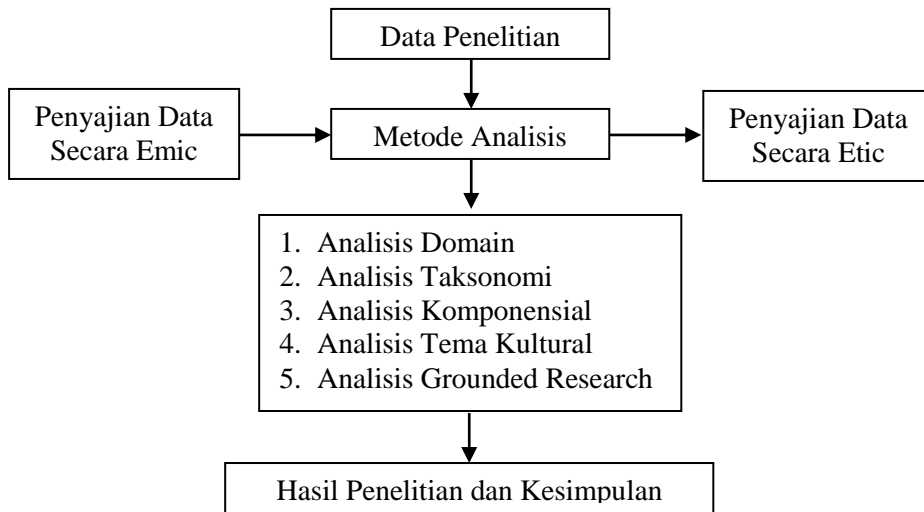 Data Penelitian
Penyajian Data
Secara Emic
Metode Analisis
Penyajian Data
Secara Etic
1. Analisis Domain
2. Analisis Taksonomi
3. Analisis Komponensial
4. Analisis Tema Kultural
5. Analisis Grounded Research
Hasil Penelitian dan Kesimpulan